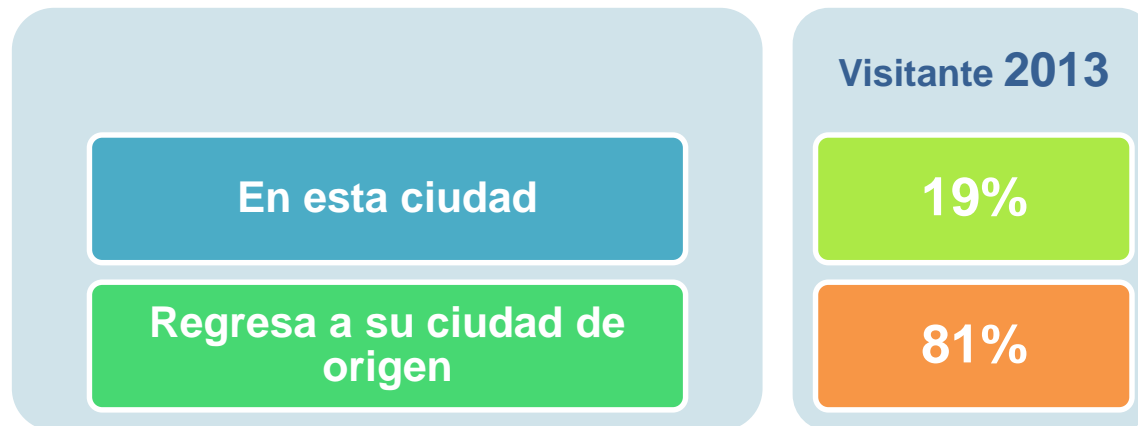 Visitante 2013
En esta ciudad
19%
Regresa a su ciudad de
origen
81%